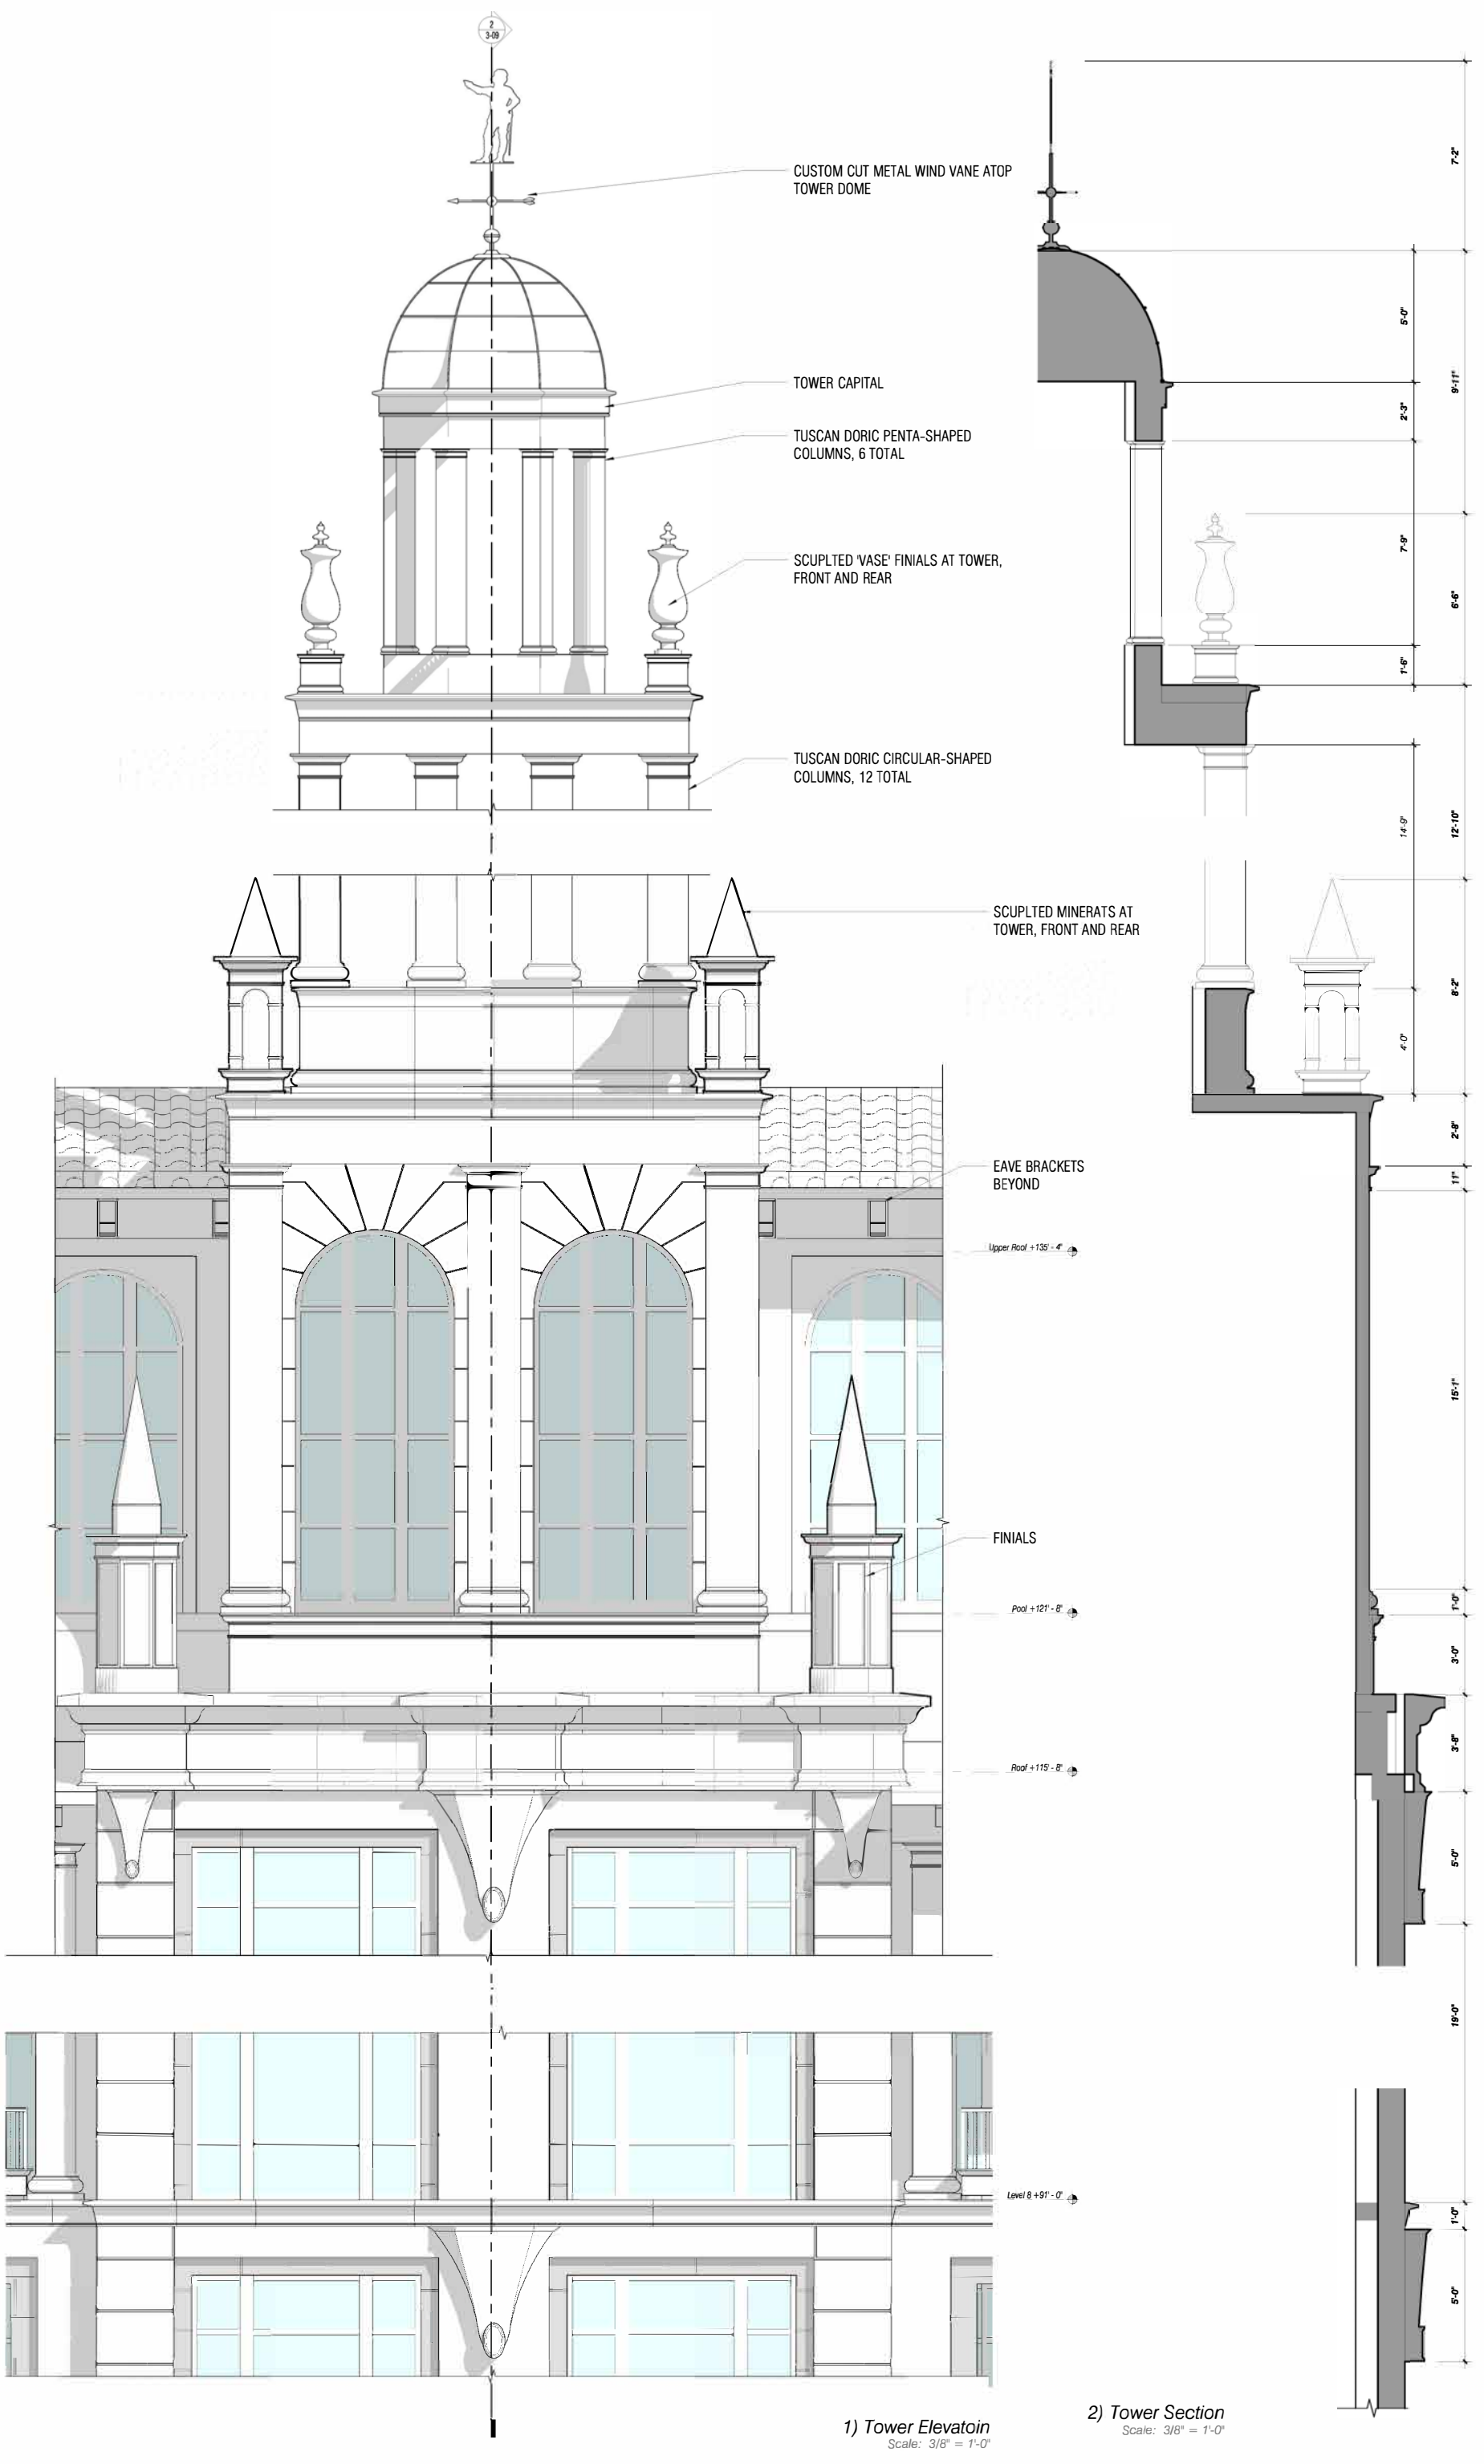 2
3-09
CUSTOM CUT METAL WIND VANE ATOP
TOWER DOME
TOWER CAPITAL
TUSCAN DORIC PENTA-SHAPED
COLUMNS, 6 TOTAL
SCUPLTED 'VASE' FINIALS AT TOWER,
FRONT AND REAR
TUSCAN DORIC CIRCULAR-SHAPED
COLUMNS, 12 TOTAL
SCUPLTED MINERATS AT
TOWER, FRONT AND REAR
EAVE BRACKETS
BEYOND
Upper Roof +135' - 4"
FINIALS
Pool +121' - 8"
Roof +115' - 8"
Level 8 +91' - 0"
5'-0"
2'-3"
7'-9"
1'-6"
14'-9"
4'-0"
7'-2"
9'-11"
6'-6"
12'-10"
8'-2"
2'-8"
11"
15'-1"
1'-0"
3'-0"
3'-8"
5'-0"
19'-0"
1'-0"
5'-0"
1) Tower Elevatoin
Scale: 3/8" = 1'-0"
2) Tower Section
Scale: 3/8" = 1'-0"